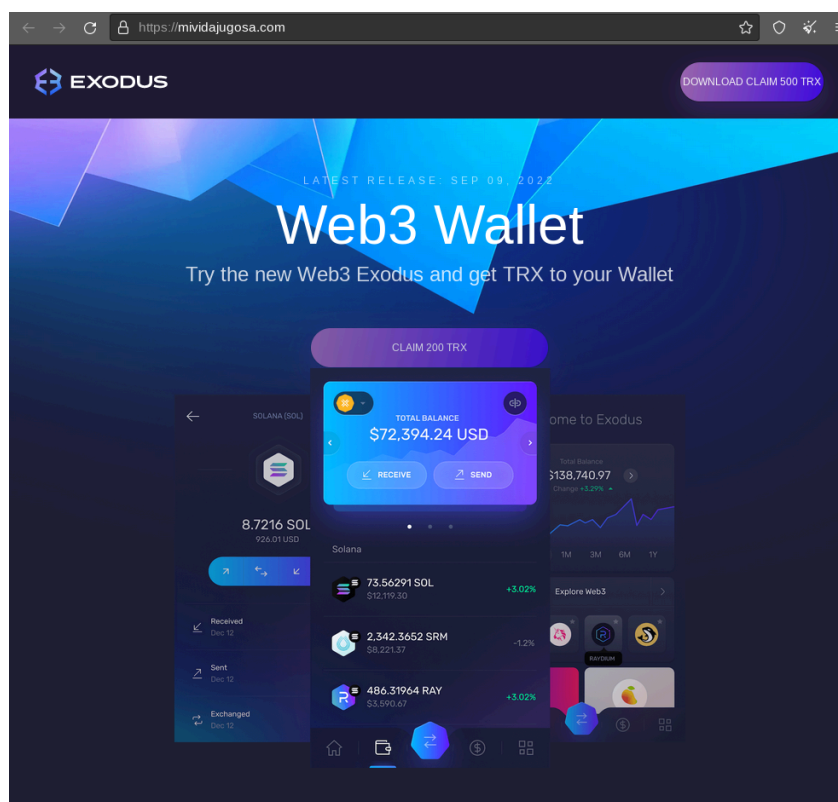 https://mividajugosa.com
EXODUS
DOWNLOAD CLAIM 500 TRX
LATEST RELEASE: SEP 09, 2022
Web3 Wallet
Try the new Web3 Exodus and get TRX to your Wallet
CLAIM 200 TRX
SOLANA (SOL)
8.7216 SOL
926.01 USD
Received
Dec 12
Sent
Dec 12
Exchanged
Dec 12
TOTAL BALANCE
$72,394.24 USD
RECEIVE
SEND
Solana
73.56291 SOL
$12,119.30
+3.02%
2,342.3652 SRM
$8,221.37
-1.2%
486.31964 RAY
$3,590.67
+3.02%
ome to Exodus
Total Balance
$138,740.97
Change +3.29%
1M 3M 6M 1Y
Explore Web3
RAYDIUM